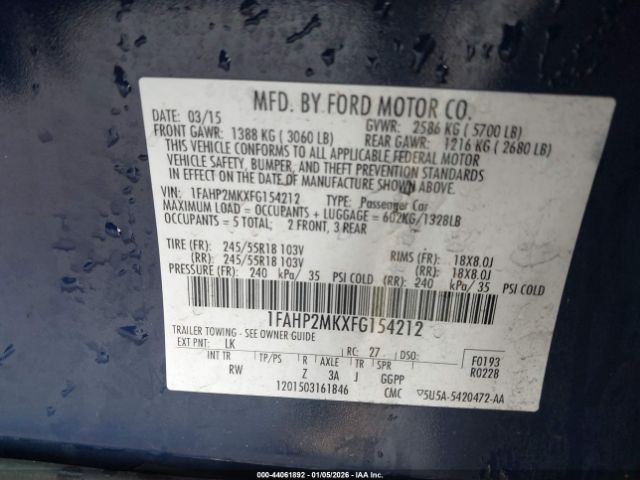 MFD. BY FORD MOTOR CO.
DATE: 03/15 GVWR: 2586 KG ( 5700 LB)
FRONT GAWR: 1388 KG ( 3060 LB) REAR GAWR: 1216 KG ( 2680 LB)
THIS VEHICLE CONFORMS TO ALL APPLICABLE FEDERAL MOTOR
VEHICLE SAFETY, BUMPER, AND THEFT PREVENTION STANDARDS
IN EFFECT ON THE DATE OF MANUFACTURE SHOWN ABOVE.
VIN: 1FAHP2MKXFG154212 TYPE: Passenger Car
MAXIMUM LOAD = OCCUPANTS + LUGGAGE = 602KG/1328LB
OCCUPANTS = 5 TOTAL: 2 FRONT, 3 REAR
TIRE (FR): 245/55R18 103V RIMS (FR): 18X8.0J
(RR): 245/55R18 103V (RR): 18X8.0J
PRESSURE (FR): 240 kPa/ 35 PSI COLD (RR): 240 kPa/ 35 PSI COLD
1FAHP2MKXFG154212
TRAILER TOWING - SEE OWNER GUIDE
EXT PNT: LK RC: 27 DSO: F0193
INT TR TP/PS R AXLE TR SPR R0228
RW Z 3A J GGPP
1201503161846 CMC 5U5A-5420472-AA
000-44061892 - 01/05/2026 - IAAI